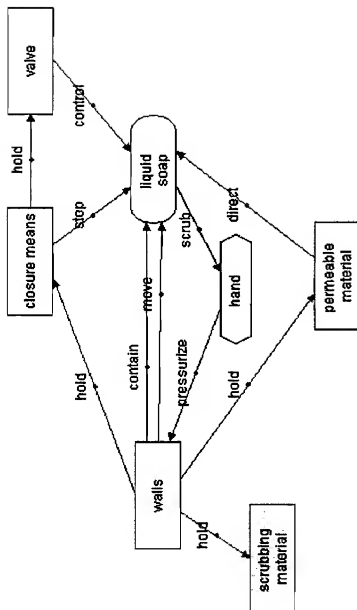 valve
hold
control
closure means
stop
liquid
soap
hold
contain
move
scrub
direct
hand
pressurize
hold
permeable
material
walls
hold
scrubbing
material